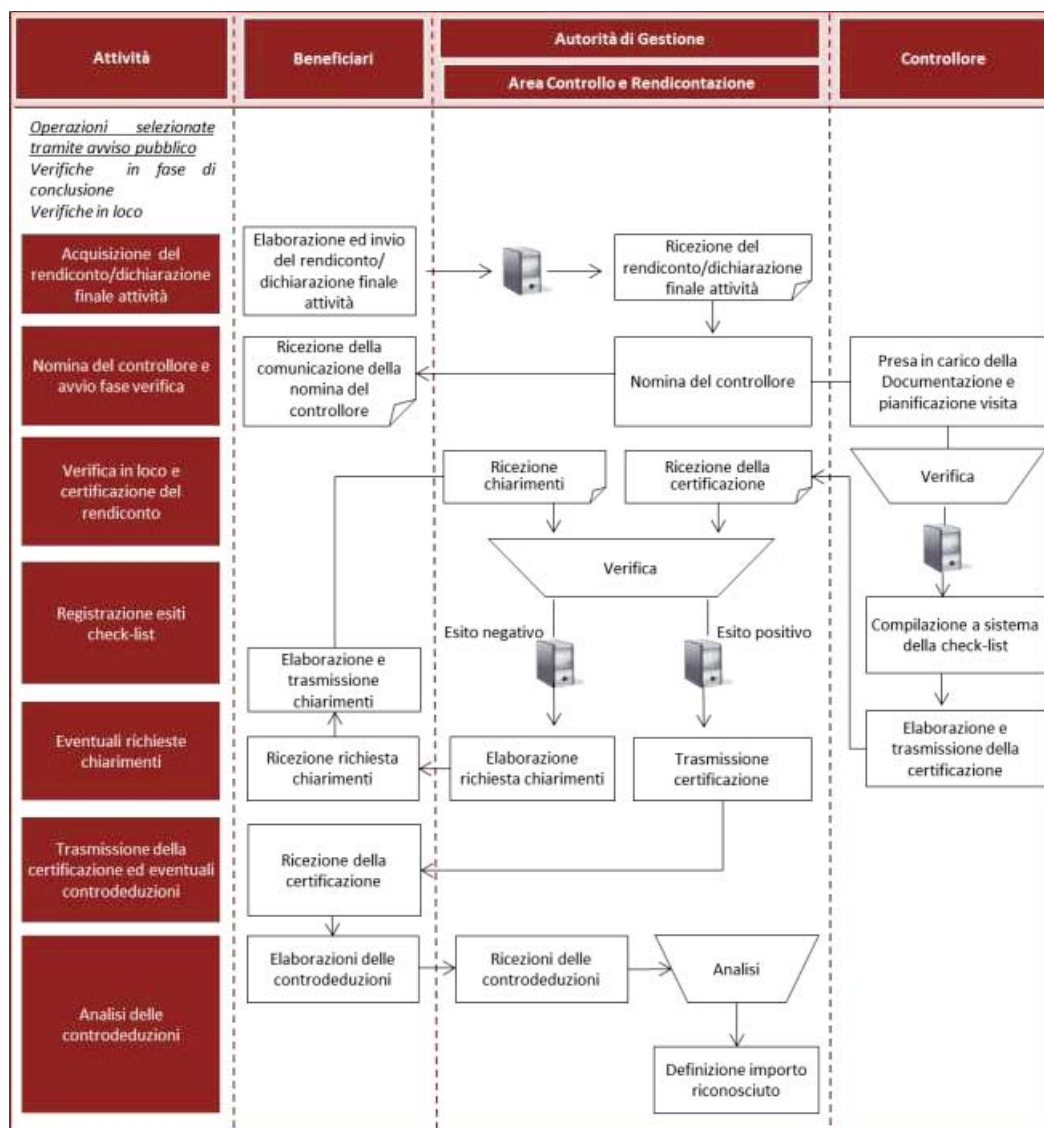 Attività
Beneficiari
Autorità di Gestione
Area Controllo e Rendicontazione
Controllore
Operazioni selezionate
tramite avviso pubblico
Verifiche in fase di
conclusione
Verifiche in loco
Acquisizione del
rendiconto/dichiarazione
finale attività
Elaborazione ed invio
del rendiconto/
dichiarazione finale
attività
Ricezione del
rendiconto/dichiarazione
finale attività
Nomina del controllore e
avvio fase verifica
Ricezione della
comunicazione della
nomina del
controllore
Nomina del controllore
Presa in carico della
Documentazione e
pianificazione visita
Verifica in loco e
certificazione del
rendiconto
Ricezione
chiarimenti
Ricezione della
certificazione
Verifica
Verifica
Registrazione esiti
check-list
Esito negativo
Esito positivo
Compilazione a sistema
della check-list
Elaborazione e
trasmissione
chiarimenti
Eventuali richieste
chiarimenti
Ricezione richiesta
chiarimenti
Elaborazione
richiesta chiarimenti
Trasmissione
certificazione
Elaborazione e
trasmissione della
certificazione
Trasmissione della
certificazione ed eventuali
controdeduzioni
Ricezione della
certificazione
Analisi delle
controdeduzioni
Elaborazioni delle
controdeduzioni
Ricezioni delle
controdeduzioni
Analisi
Definizione importo
riconosciuto